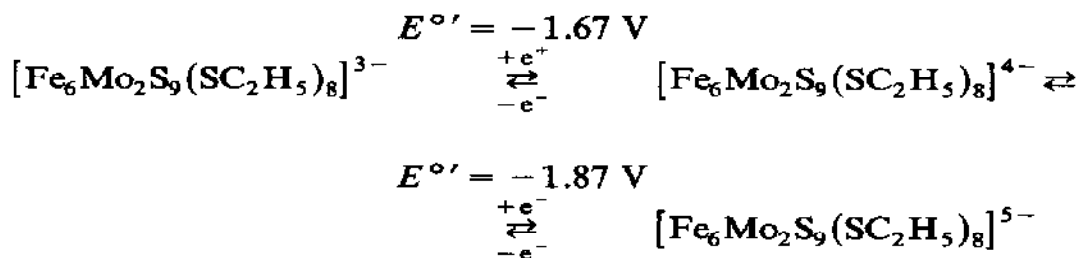 E°′ = −1.67 V
+e⁺
[Fe₆Mo₂S₉(SC₂H₅)₈]³⁻ ⇄ [Fe₆Mo₂S₉(SC₂H₅)₈]⁴⁻ ⇄
−e⁻
E°′ = −1.87 V
+e⁻
⇄ [Fe₆Mo₂S₉(SC₂H₅)₈]⁵⁻
−e⁻